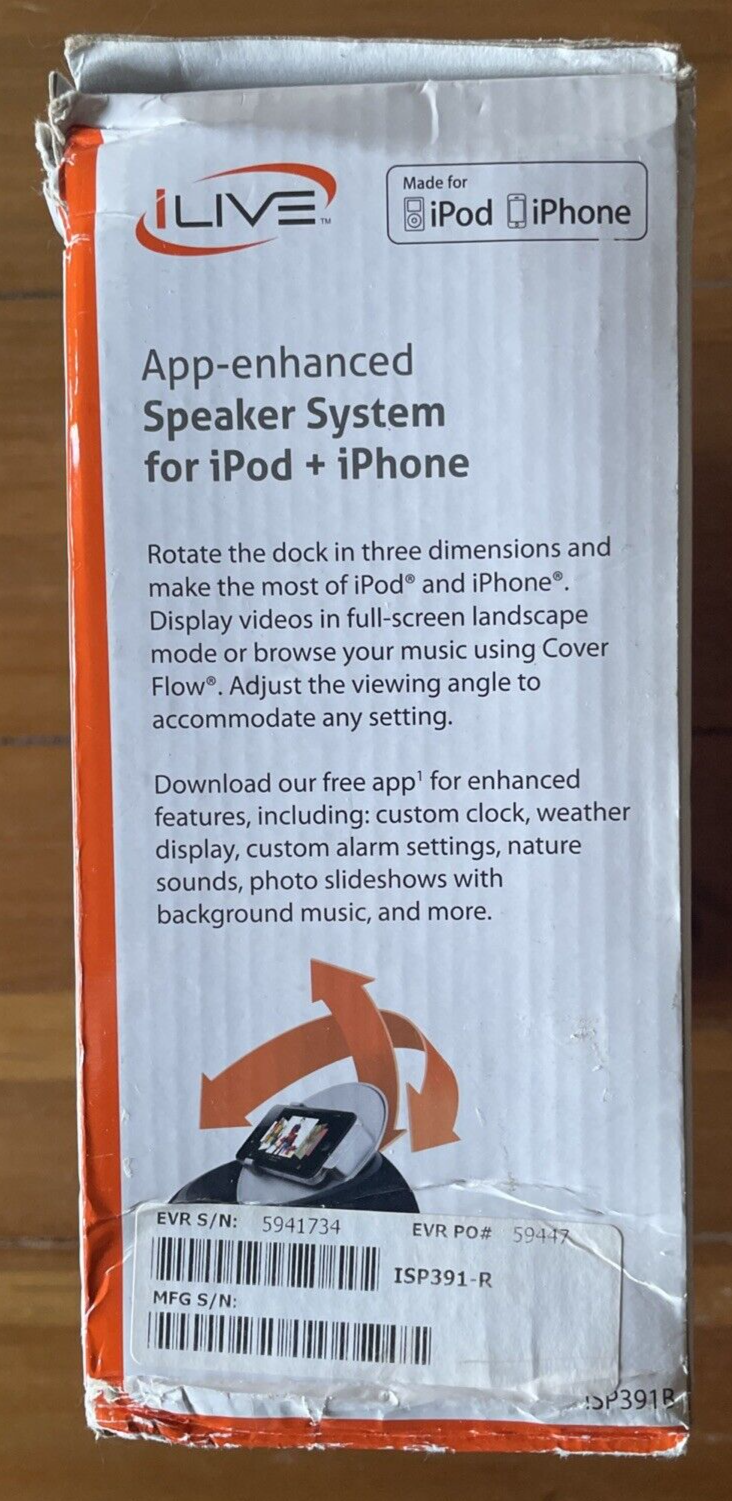 iLIVE™
Made for
iPod iPhone
App-enhanced
Speaker System
for iPod + iPhone
Rotate the dock in three dimensions and
make the most of iPod® and iPhone®.
Display videos in full-screen landscape
mode or browse your music using Cover
Flow®. Adjust the viewing angle to
accommodate any setting.
Download our free app¹ for enhanced
features, including: custom clock, weather
display, custom alarm settings, nature
sounds, photo slideshows with
background music, and more.
EVR S/N: 5941734 EVR PO# 59447
ISP391-R
MFG S/N:
ISP391B